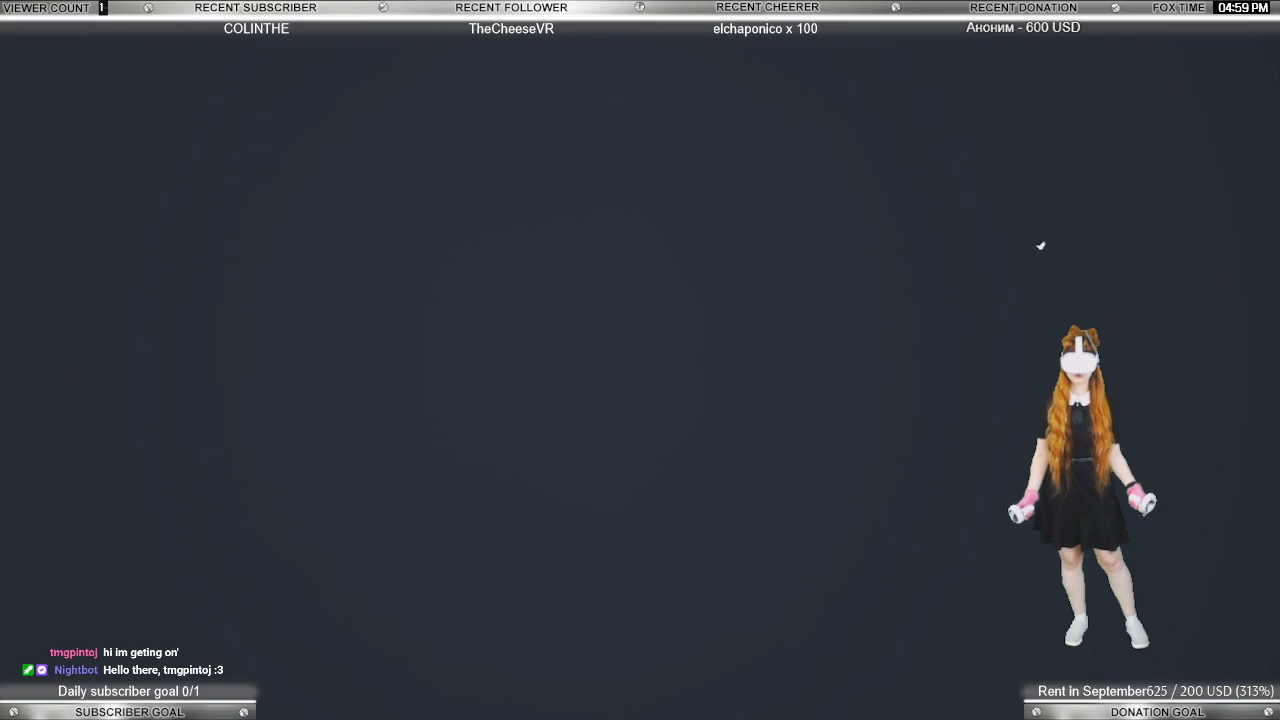 VIEWER COUNT 1 RECENT SUBSCRIBER RECENT FOLLOWER RECENT CHEERER RECENT DONATION FOX TIME 04:59 PM
COLINTHE TheCheeseVR elchaponico x 100 Аноним - 600 USD
tmgpintoj hi im geting on'
Nightbot Hello there, tmgpintoj :3
Daily subscriber goal 0/1
SUBSCRIBER GOAL
Rent in September625 / 200 USD (313%)
DONATION GOAL